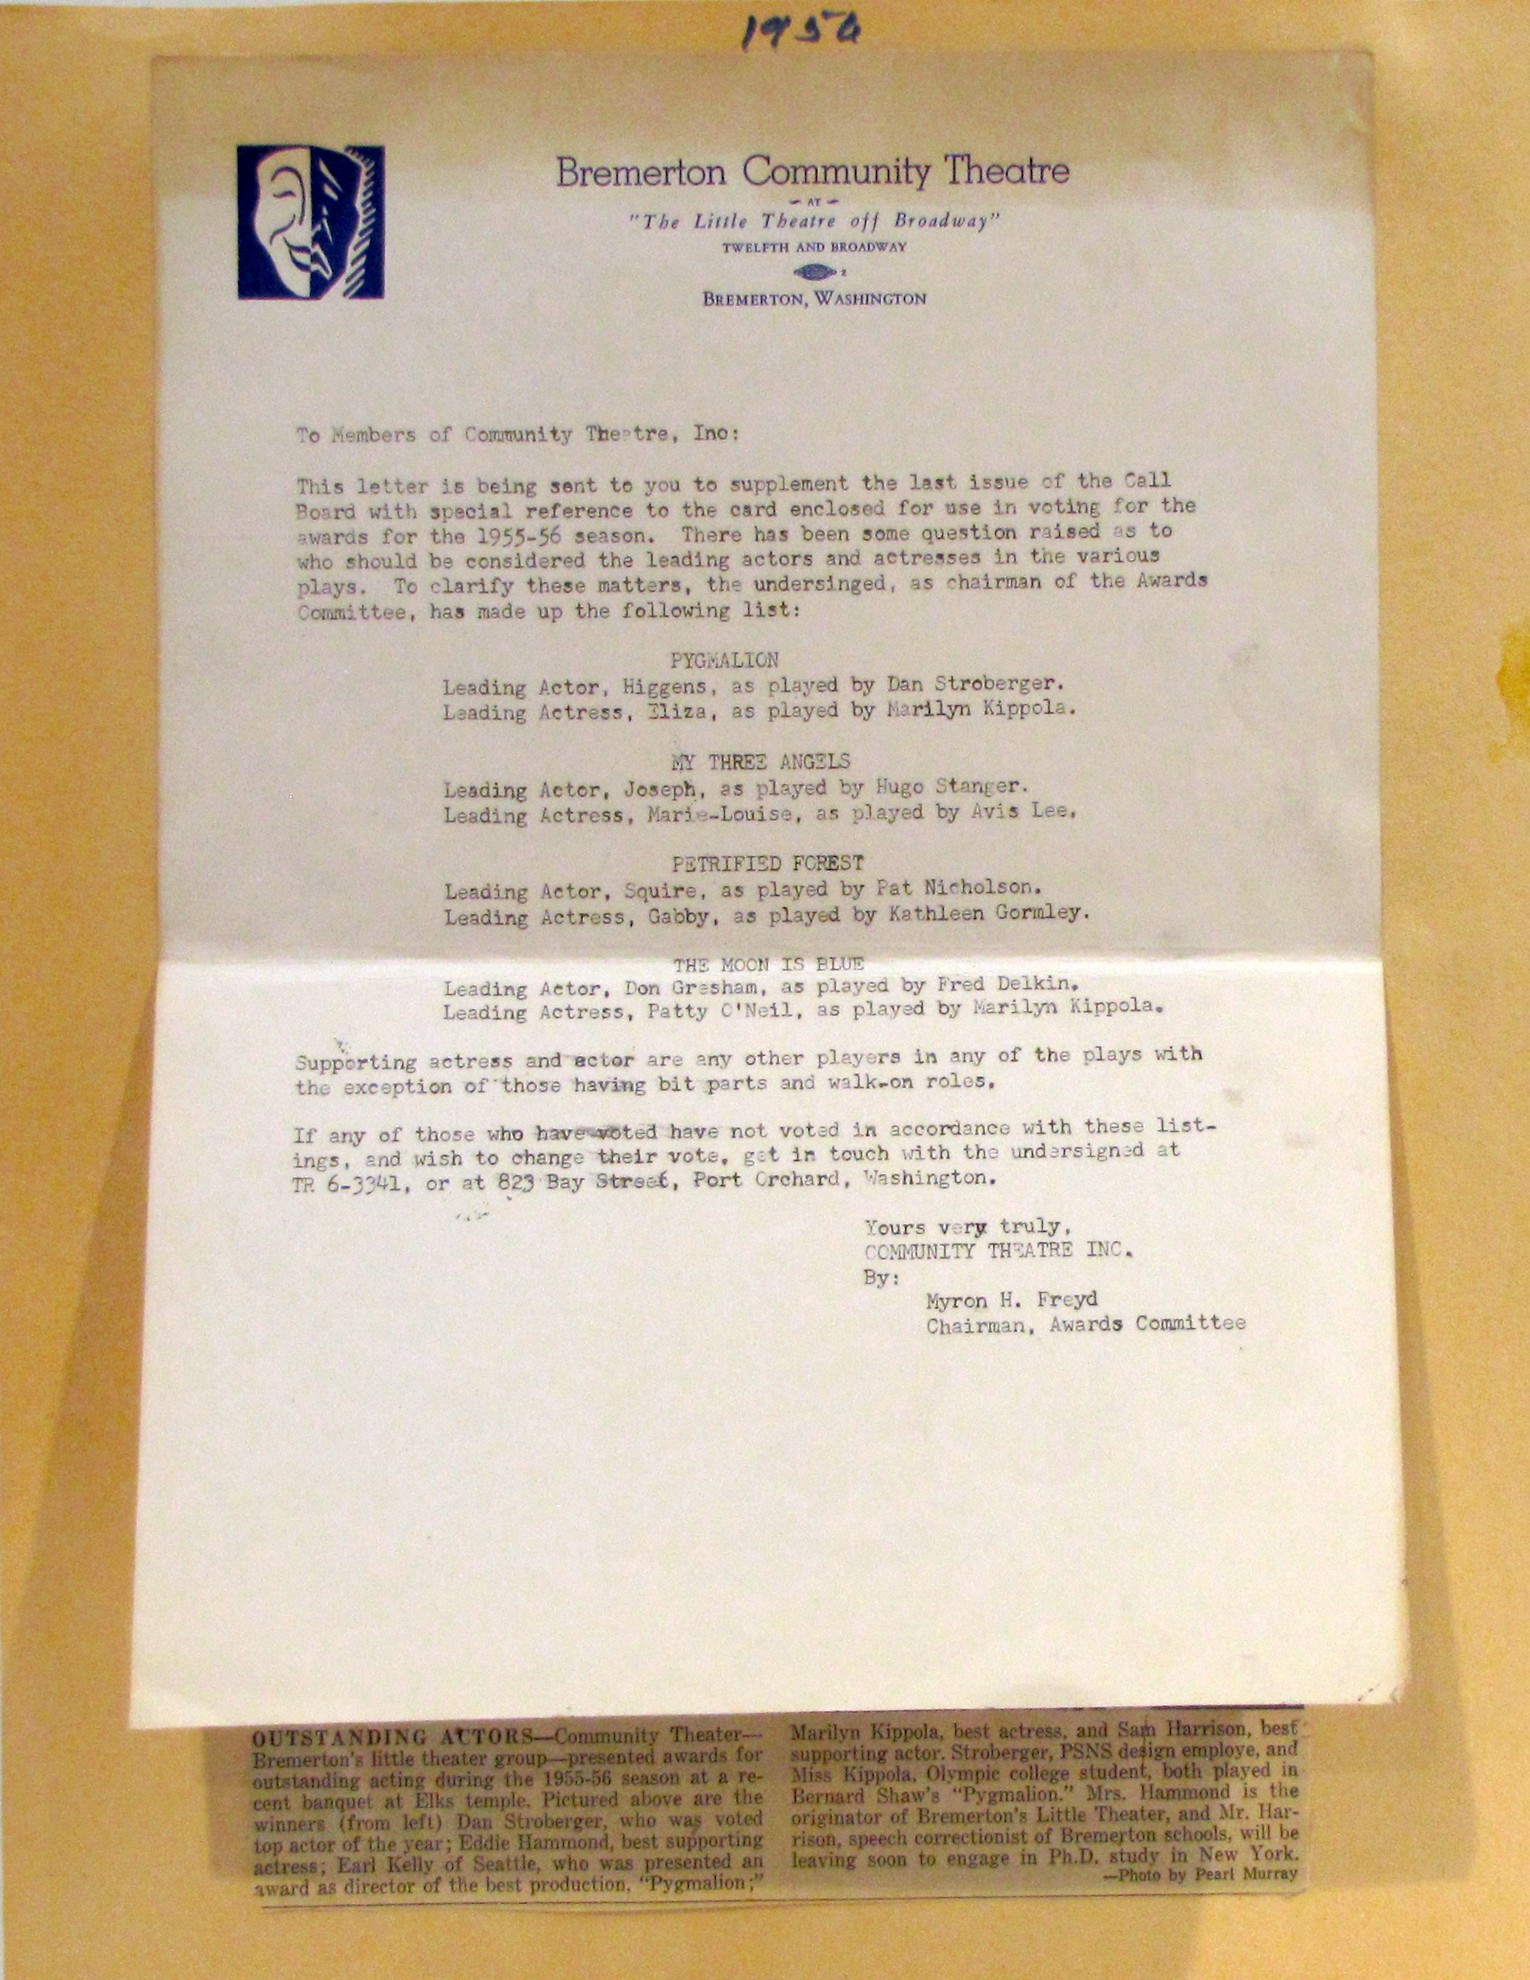 1956
Bremerton Community Theatre
AT
"The Little Theatre off Broadway"
TWELFTH AND BROADWAY
2
BREMERTON, WASHINGTON
To Members of Community Theatre, Inc:
This letter is being sent to you to supplement the last issue of the Call
Board with special reference to the card enclosed for use in voting for the
awards for the 1955-56 season. There has been some question raised as to
who should be considered the leading actors and actresses in the various
plays. To clarify these matters, the undersinged, as chairman of the Awards
Committee, has made up the following list:
PYGMALION
Leading Actor, Higgens, as played by Dan Stroberger.
Leading Actress, Eliza, as played by Marilyn Kippola.
MY THREE ANGELS
Leading Actor, Joseph, as played by Hugo Stanger.
Leading Actress, Marie-Louise, as played by Avis Lee.
PETRIFIED FOREST
Leading Actor, Squire, as played by Pat Nicholson.
Leading Actress, Gabby, as played by Kathleen Gormley.
THE MOON IS BLUE
Leading Actor, Don Gresham, as played by Fred Delkin.
Leading Actress, Patty O'Neil, as played by Marilyn Kippola.
Supporting actress and actor are any other players in any of the plays with
the exception of those having bit parts and walk-on roles.
If any of those who have voted have not voted in accordance with these list-
ings, and wish to change their vote, get in touch with the undersigned at
TR 6-3341, or at 823 Bay Street, Port Orchard, Washington.
Yours very truly,
COMMUNITY THEATRE INC.
By:
Myron H. Freyd
Chairman, Awards Committee
OUTSTANDING ACTORS—Community Theater—
Bremerton's little theater group—presented awards for
outstanding acting during the 1955-56 season at a re-
cent banquet at Elks temple. Pictured above are the
winners (from left) Dan Stroberger, who was voted
top actor of the year; Eddie Hammond, best supporting
actress; Earl Kelly of Seattle, who was presented an
award as director of the best production, "Pygmalion;"
Marilyn Kippola, best actress, and Sam Harrison, best
supporting actor. Stroberger, PSNS design employe, and
Miss Kippola, Olympic college student, both played in
Bernard Shaw's "Pygmalion." Mrs. Hammond is the
originator of Bremerton's Little Theater, and Mr. Har-
rison, speech correctionist of Bremerton schools, will be
leaving soon to engage in Ph.D. study in New York.
—Photo by Pearl Murray